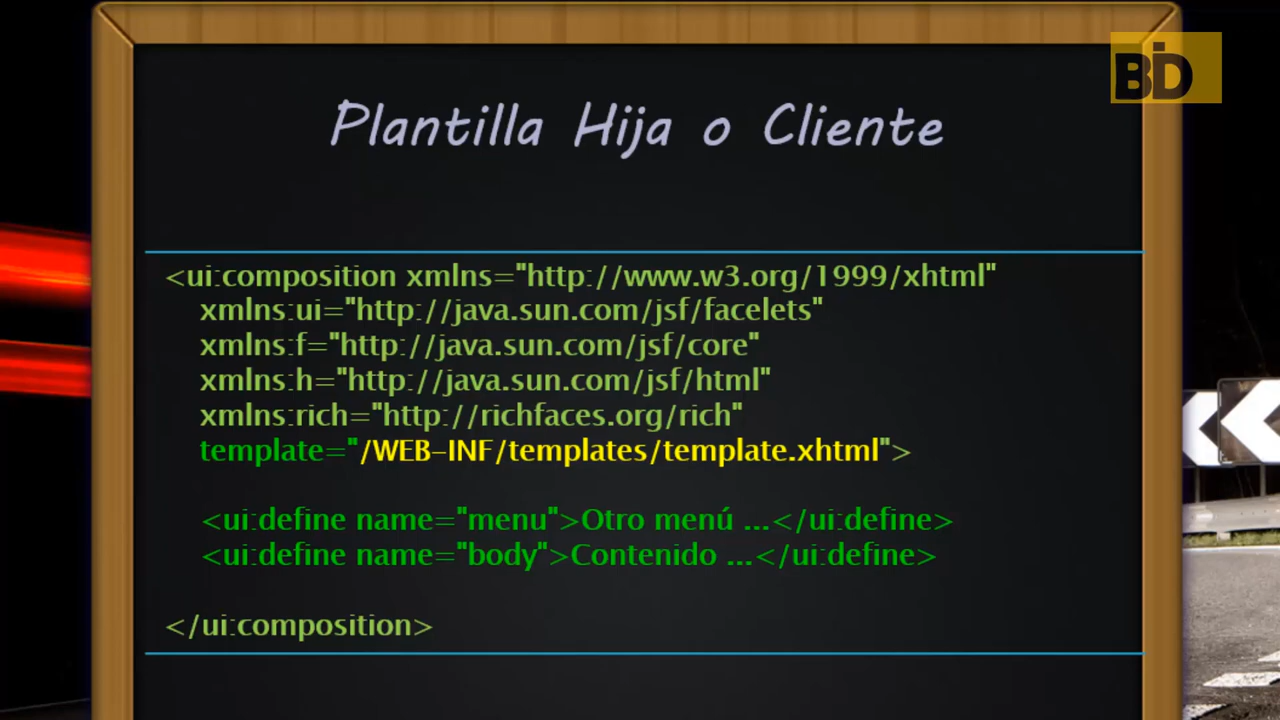 BID
Plantilla Hija o Cliente
<ui:composition xmlns="http://www.w3.org/1999/xhtml"
xmlns:ui="http://java.sun.com/jsf/facelets"
xmlns:f="http://java.sun.com/jsf/core"
xmlns:h="http://java.sun.com/jsf/html"
xmlns:rich="http://richfaces.org/rich"
template="/WEB-INF/templates/template.xhtml">
<ui:define name="menu">Otro menú ...</ui:define>
<ui:define name="body">Contenido ...</ui:define>
</ui:composition>